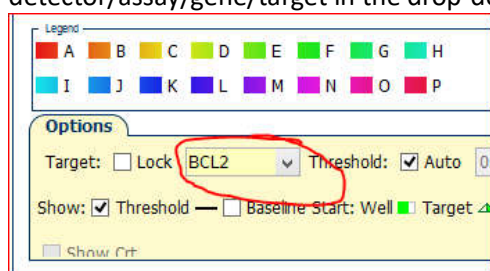 detector/assay/gene/target in the drop-d
Legend
A B C D E F G H
I J K L M N O P
Options
Target: Lock BCL2 Threshold: Auto 0
Show: Threshold Baseline Start: Well Target
Show Crt